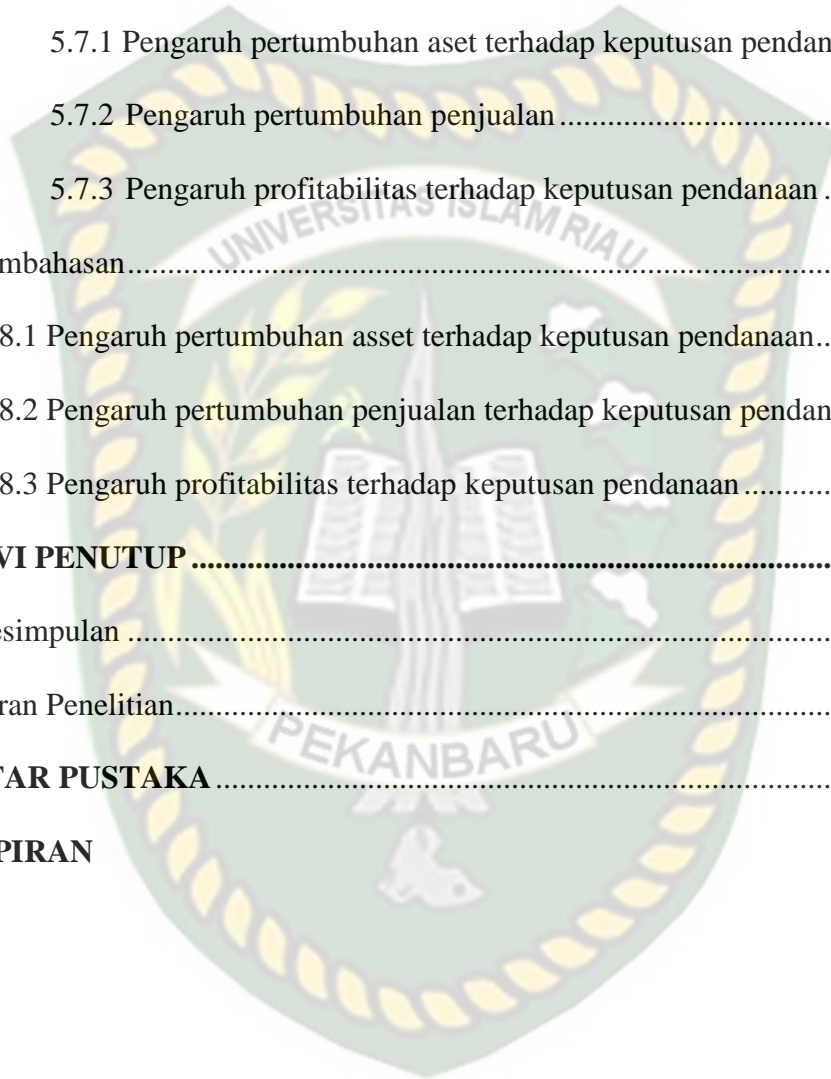 5.7.1 Pengaruh pertumbuhan aset terhadap keputusan pendan
5.7.2 Pengaruh pertumbuhan penjualan ........................................
5.7.3 Pengaruh profitabilitas terhadap keputusan pendanaan .
UNIVERSITAS ISLAM RIAU
mbahasan........................................................................................
8.1 Pengaruh pertumbuhan asset terhadap keputusan pendanaan..
8.2 Pengaruh pertumbuhan penjualan terhadap keputusan pendan
8.3 Pengaruh profitabilitas terhadap keputusan pendanaan ...........
VI PENUTUP ................................................................................
esimpulan ........................................................................................
ran Penelitian..................................................................................
PEKANBARU
TAR PUSTAKA .............................................................................
PIRAN